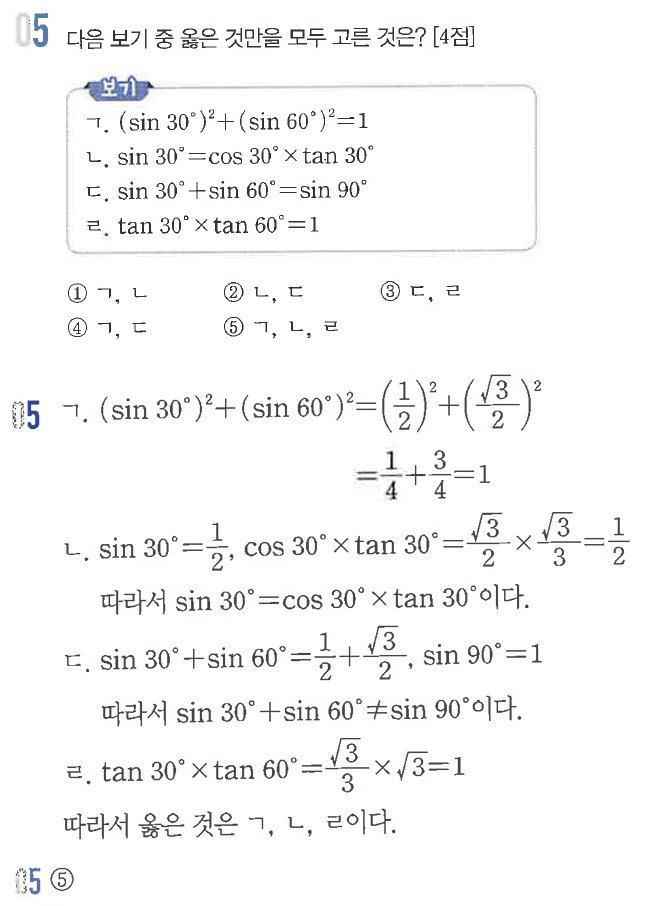 05 다음 보기 중 옳은 것만을 모두 고른 것은? [4점]
보기
ㄱ. (sin 30°)²+(sin 60°)²=1
ㄴ. sin 30°=cos 30°×tan 30°
ㄷ. sin 30°+sin 60°=sin 90°
ㄹ. tan 30°×tan 60°=1
① ㄱ, ㄴ ② ㄴ, ㄷ ③ ㄷ, ㄹ
④ ㄱ, ㄷ ⑤ ㄱ, ㄴ, ㄹ
05 ㄱ. (sin 30°)²+(sin 60°)²=(1/2)²+(√3/2)²
=1/4+3/4=1
ㄴ. sin 30°=1/2, cos 30°×tan 30°=√3/2×√3/3=1/2
따라서 sin 30°=cos 30°×tan 30°이다.
ㄷ. sin 30°+sin 60°=1/2+√3/2, sin 90°=1
따라서 sin 30°+sin 60°≠sin 90°이다.
ㄹ. tan 30°×tan 60°=√3/3×√3=1
따라서 옳은 것은 ㄱ, ㄴ, ㄹ이다.
05 ⑤